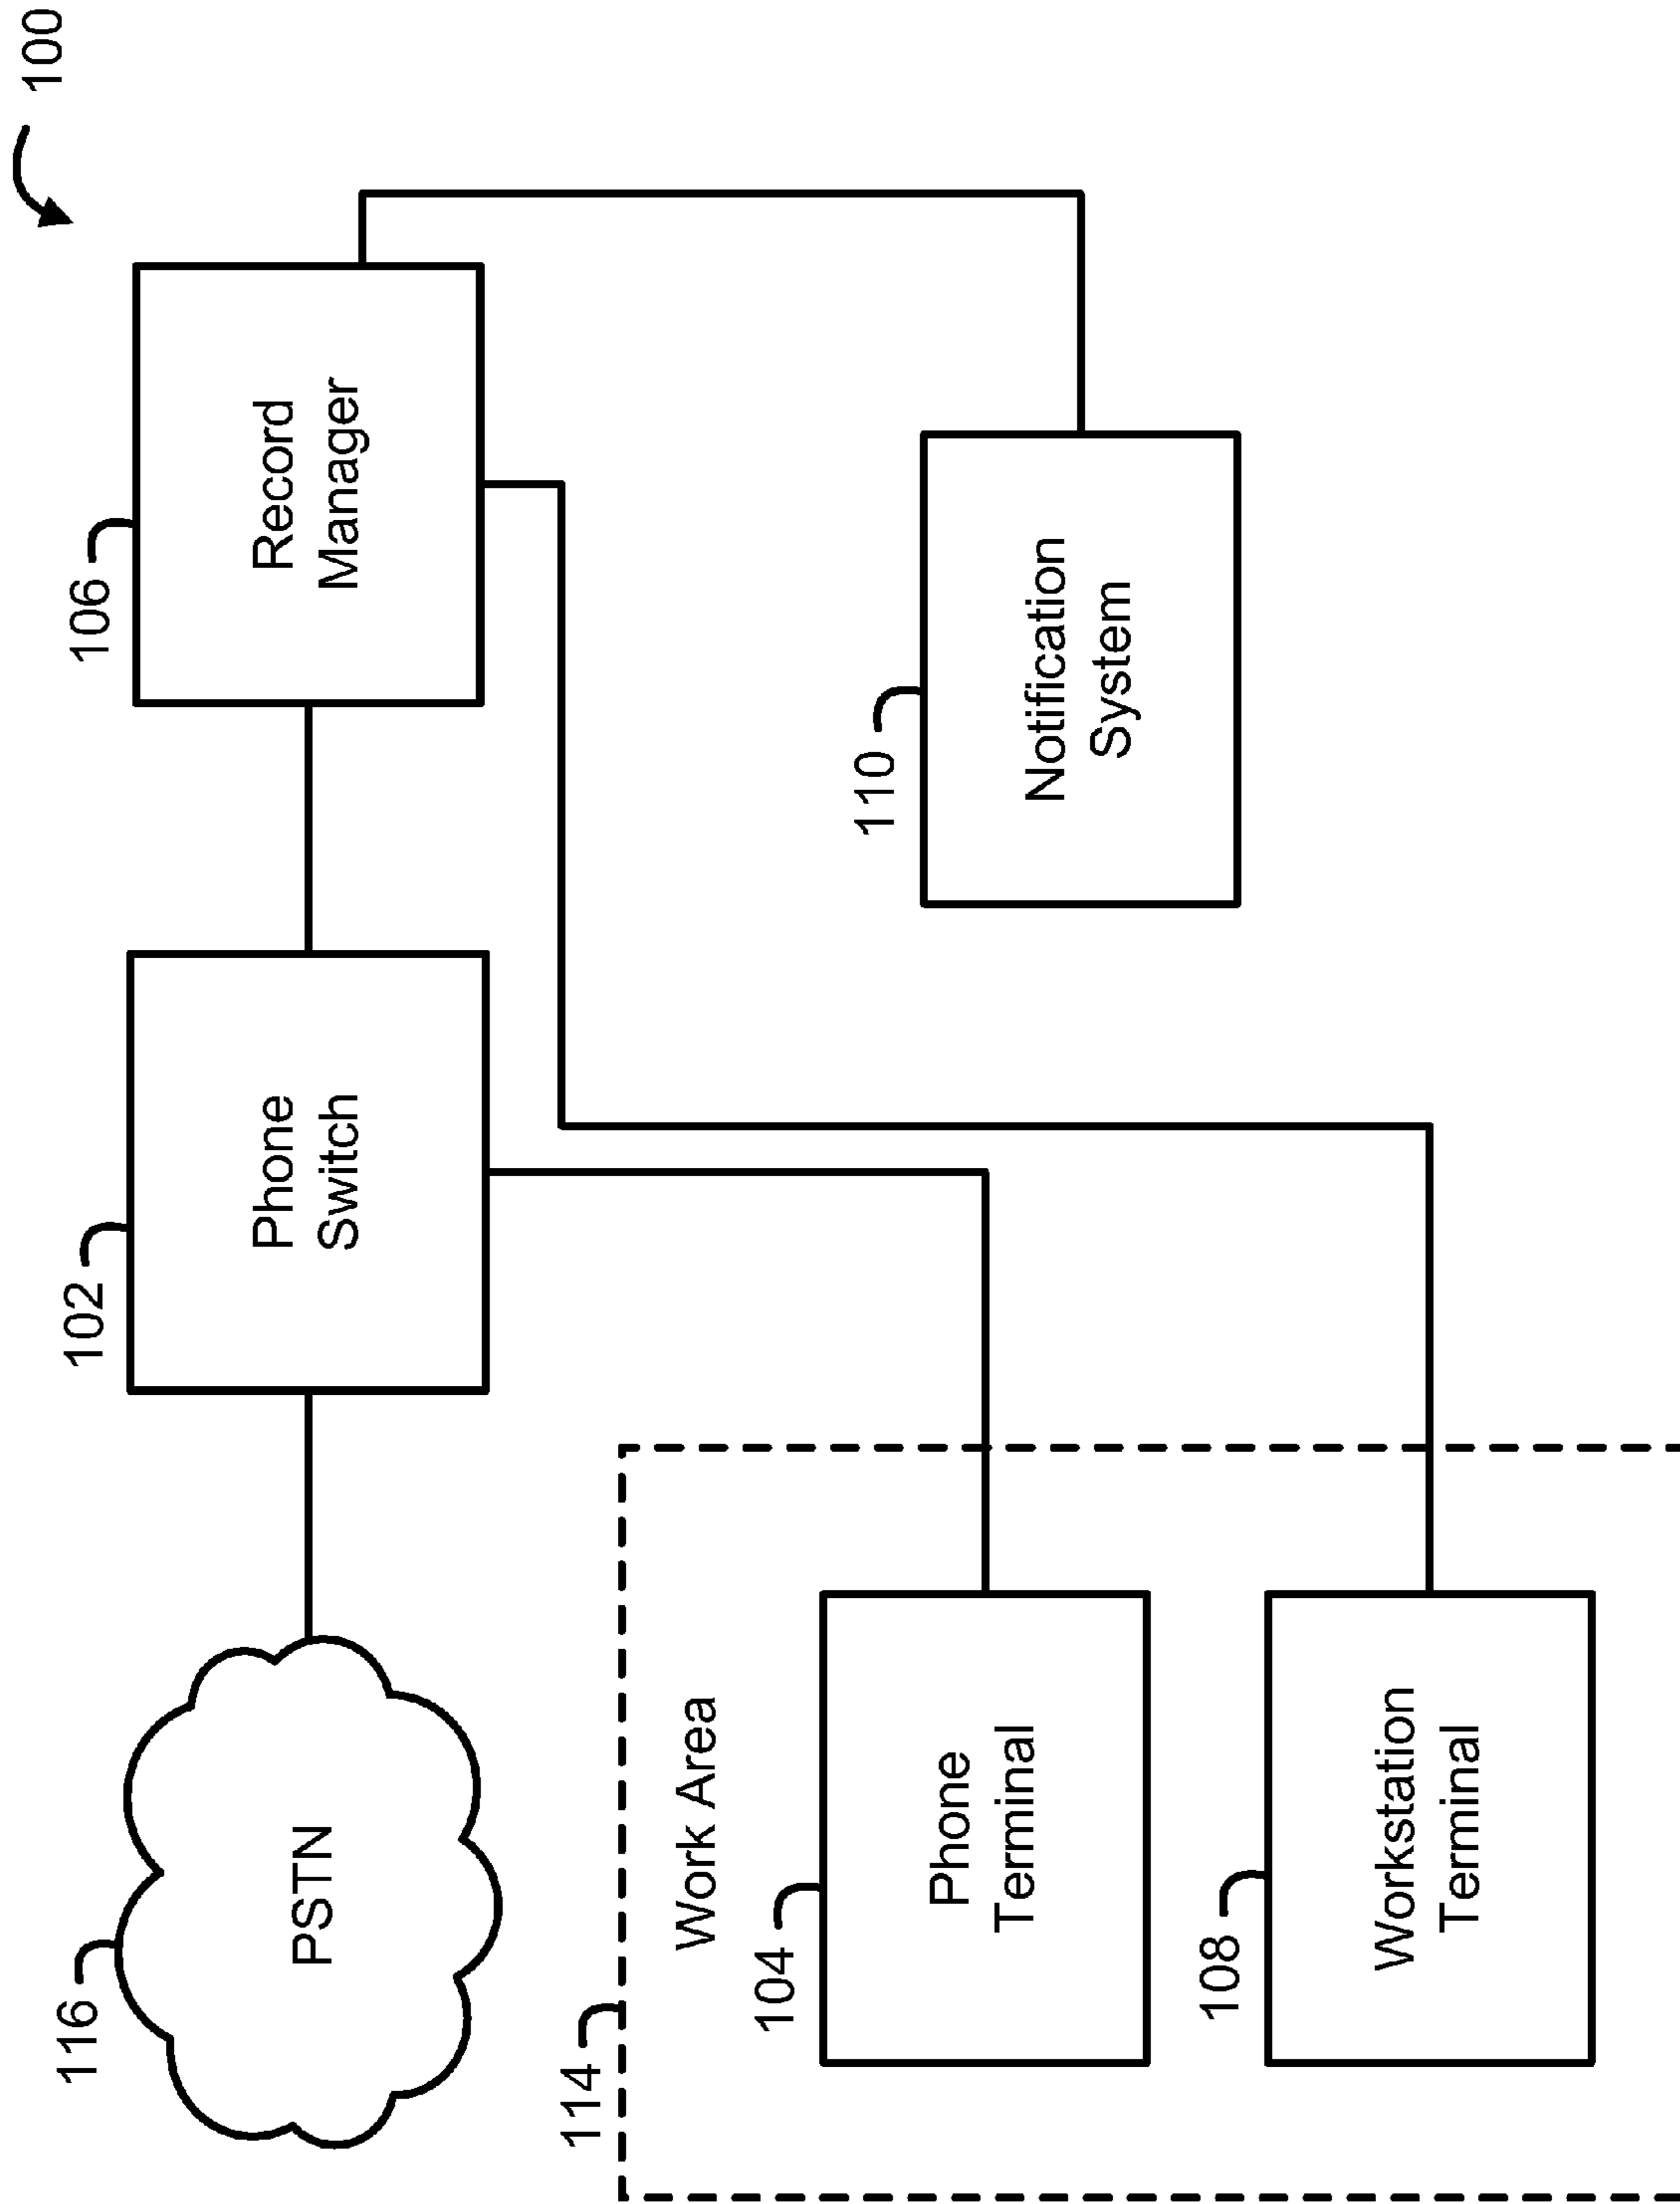 100
116
PSTN
102
Phone
Switch
106
Record
Manager
114
Work Area
104
Phone
Terminal
110
Notification
System
108
Workstation
Terminal